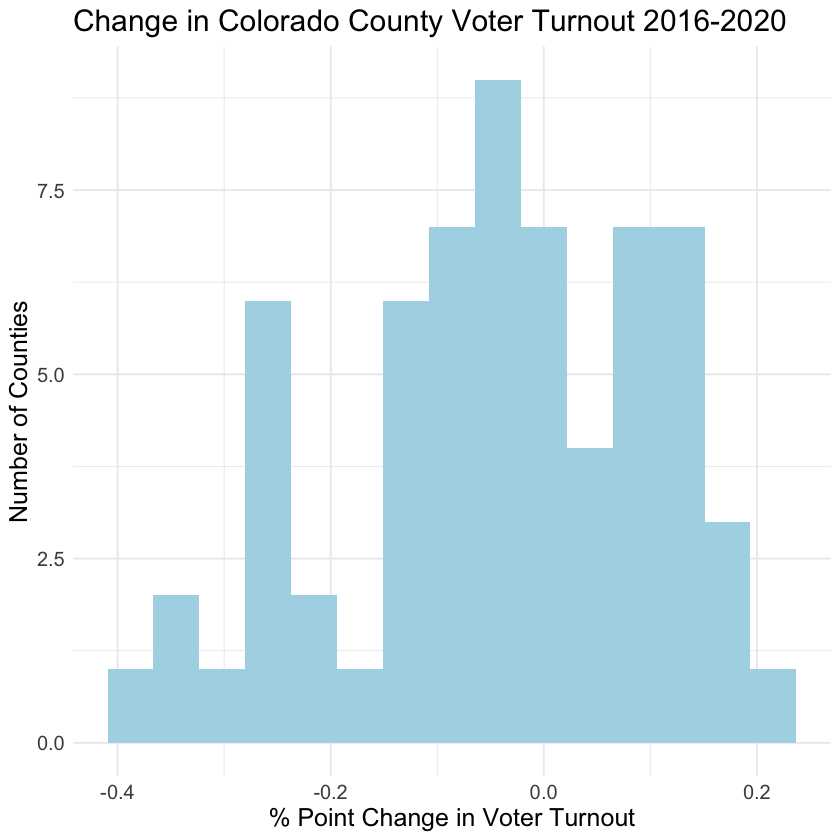 Change in Colorado County Voter Turnout 2016-2020
Number of Counties
7.5
5.0
2.5
0.0
-0.4
-0.2
0.0
0.2
% Point Change in Voter Turnout